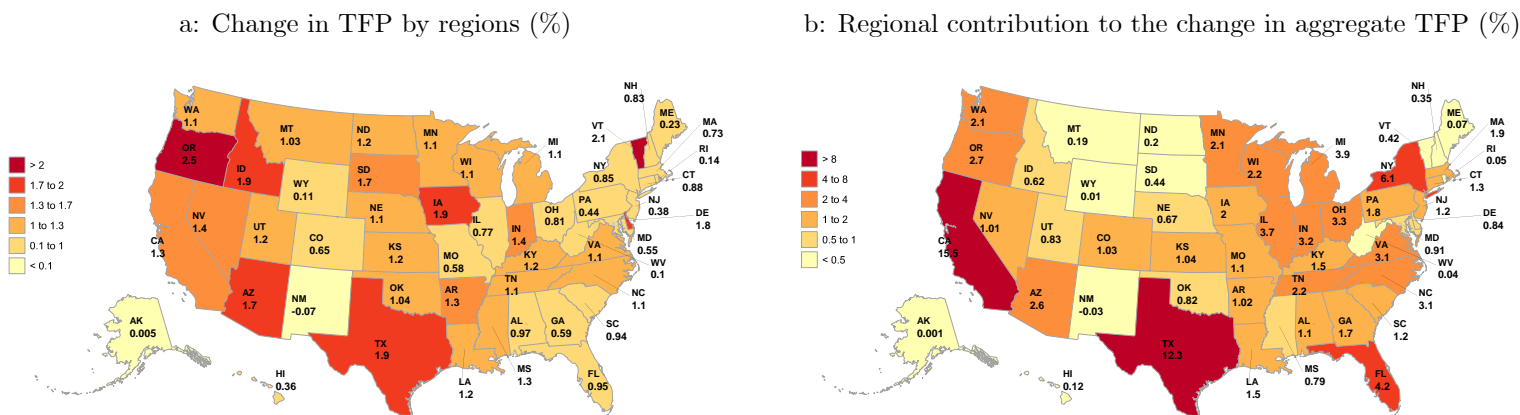 a: Change in TFP by regions (%)
b: Regional contribution to the change in aggregate TFP (%)
> 2
1.7 to 2
1.3 to 1.7
1 to 1.3
0.1 to 1
< 0.1
WA
1.1
OR
2.5
CA
1.3
NV
1.4
ID
1.9
MT
1.03
WY
0.11
UT
1.2
CO
0.65
AZ
1.7
NM
-0.07
ND
1.2
SD
1.7
NE
1.1
KS
1.2
OK
1.04
TX
1.9
MN
1.1
IA
1.9
MO
0.58
AR
1.3
LA
1.2
WI
1.1
IL
0.77
MI
1.1
IN
1.4
OH
0.81
KY
1.2
TN
1.1
MS
1.3
AL
0.97
GA
0.59
FL
0.95
SC
0.94
NC
1.1
VA
1.1
WV
0.1
MD
0.55
DE
1.8
NJ
0.38
PA
0.44
NY
0.85
CT
0.88
RI
0.14
MA
0.73
VT
2.1
NH
0.83
ME
0.23
AK
0.005
HI
0.36
> 8
4 to 8
2 to 4
1 to 2
0.5 to 1
< 0.5
WA
2.1
OR
2.7
CA
15.5
NV
1.01
ID
0.62
MT
0.19
WY
0.01
UT
0.83
CO
1.03
AZ
2.6
NM
-0.03
ND
0.2
SD
0.44
NE
0.67
KS
1.04
OK
0.82
TX
12.3
MN
2.1
IA
2
MO
1.1
AR
1.02
LA
1.5
WI
2.2
IL
3.7
MI
3.9
IN
3.2
OH
3.3
KY
1.5
TN
2.2
MS
0.79
AL
1.1
GA
1.7
FL
4.2
SC
1.2
NC
3.1
VA
3.1
WV
0.04
MD
0.91
DE
0.84
NJ
1.2
PA
1.8
NY
6.1
CT
1.3
RI
0.05
MA
1.9
VT
0.42
NH
0.35
ME
0.07
AK
0.001
HI
0.12